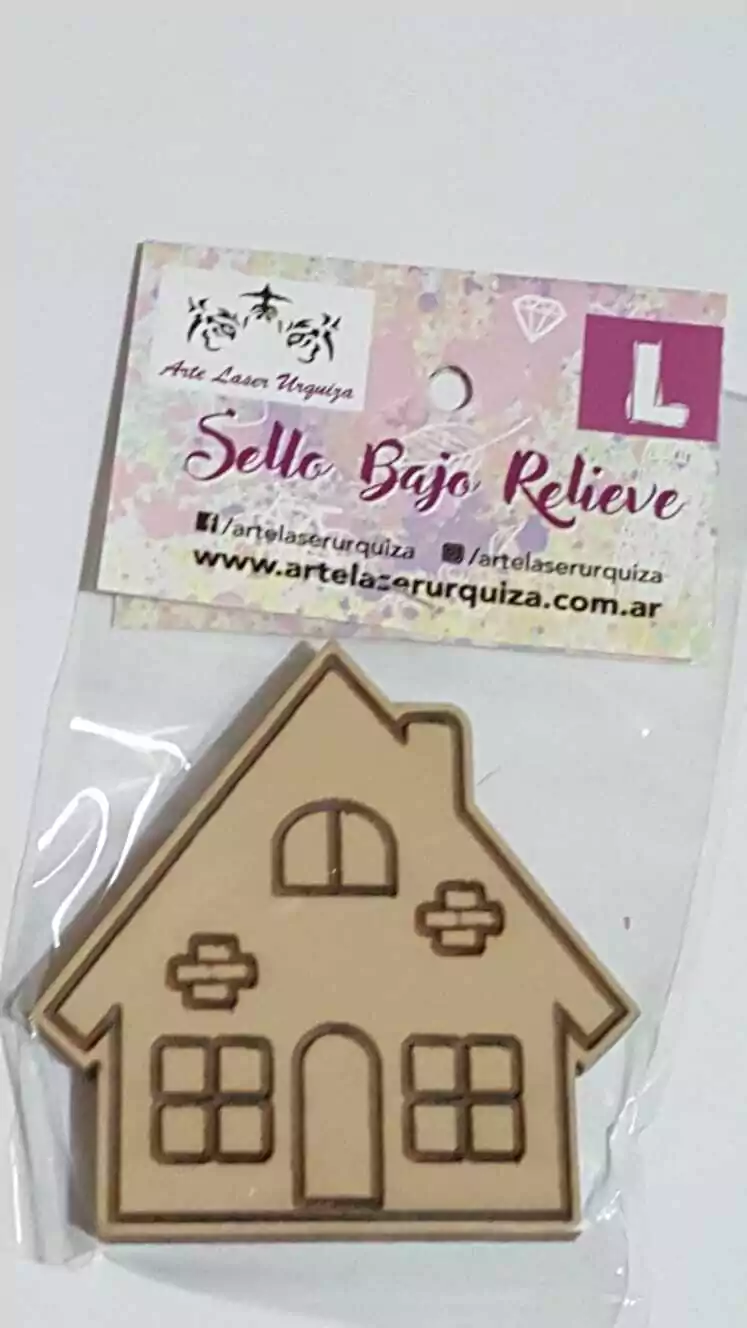 Arte Laser Urquiza
L
Sello Bajo Relieve
/artelaserurquiza /artelaserurquiza
www.artelaserurquiza.com.ar